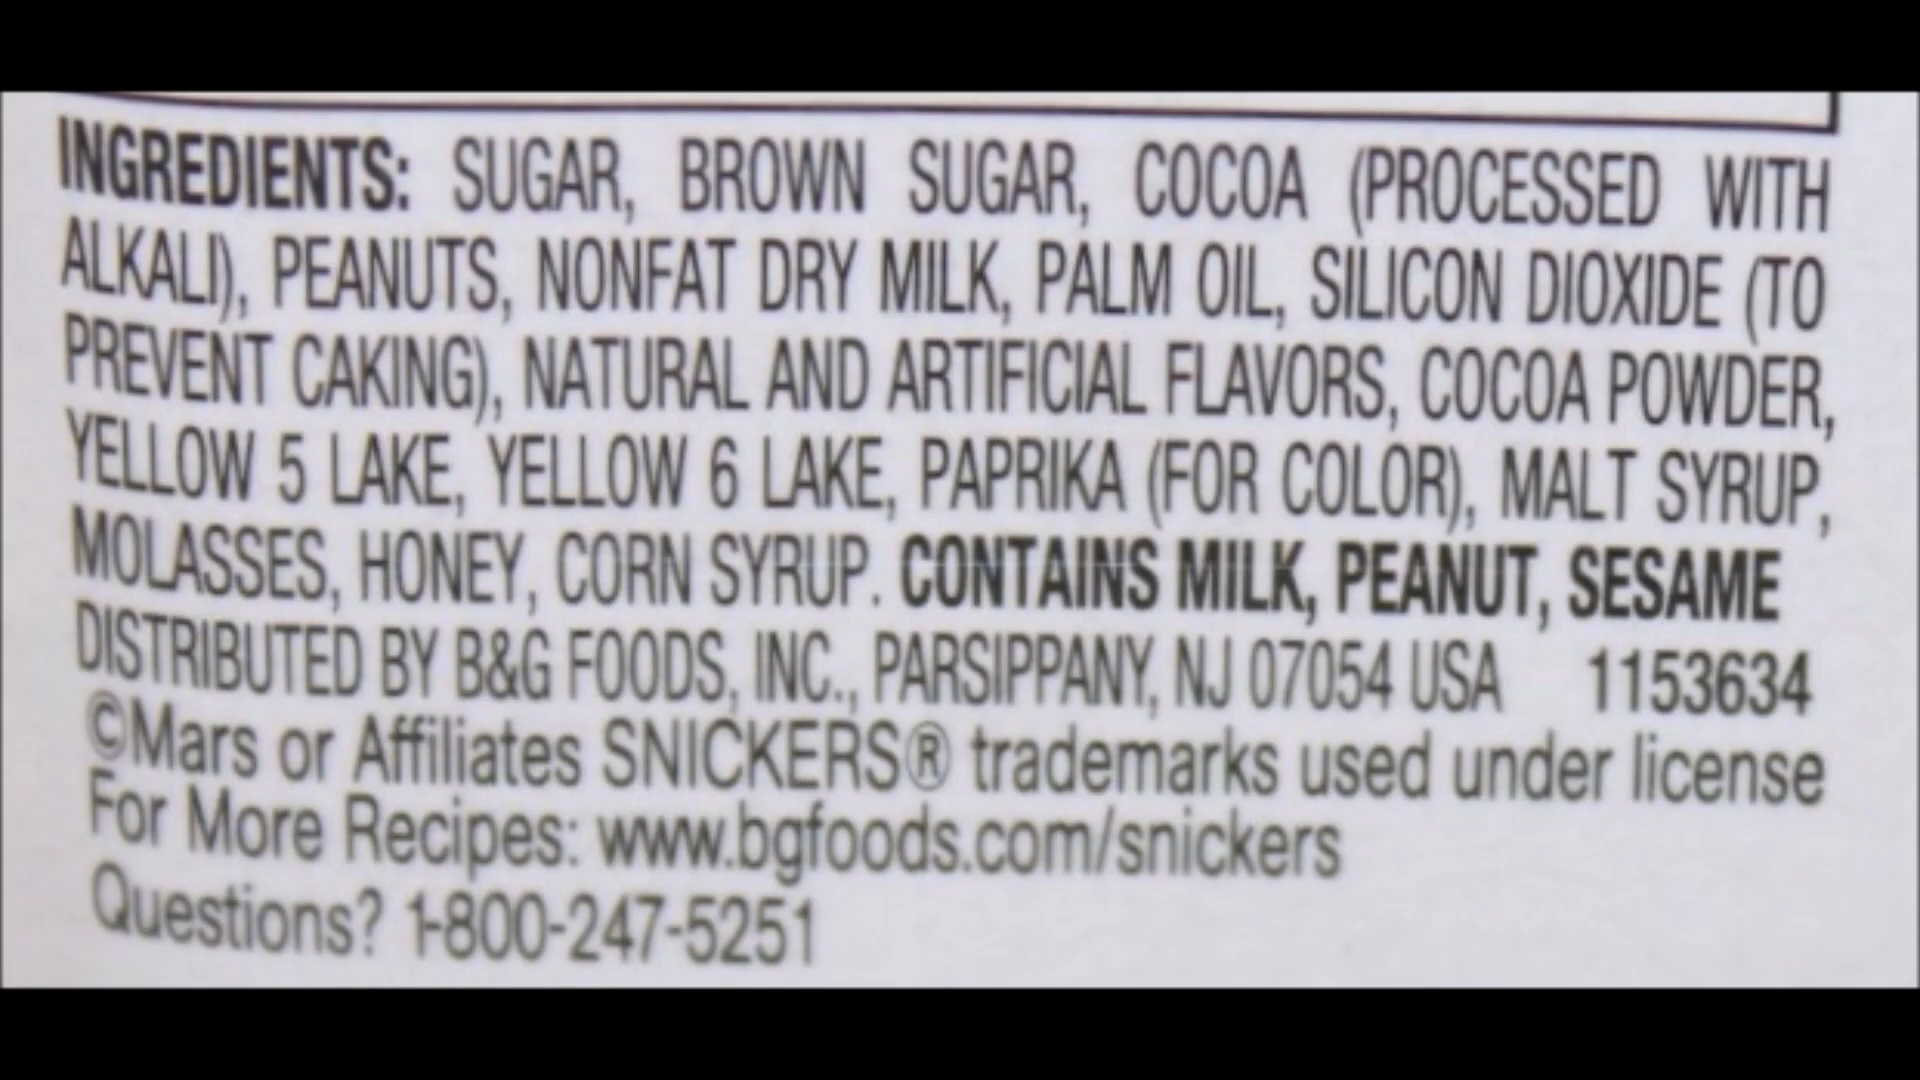 INGREDIENTS: SUGAR, BROWN SUGAR, COCOA (PROCESSED WITH
ALKALI), PEANUTS, NONFAT DRY MILK, PALM OIL, SILICON DIOXIDE (TO
PREVENT CAKING), NATURAL AND ARTIFICIAL FLAVORS, COCOA POWDER,
YELLOW 5 LAKE, YELLOW 6 LAKE, PAPRIKA (FOR COLOR), MALT SYRUP,
MOLASSES, HONEY, CORN SYRUP. CONTAINS MILK, PEANUT, SESAME
DISTRIBUTED BY B&G FOODS, INC., PARSIPPANY, NJ 07054 USA 1153634
©Mars or Affiliates SNICKERS® trademarks used under license
For More Recipes: www.bgfoods.com/snickers
Questions? 1-800-247-5251